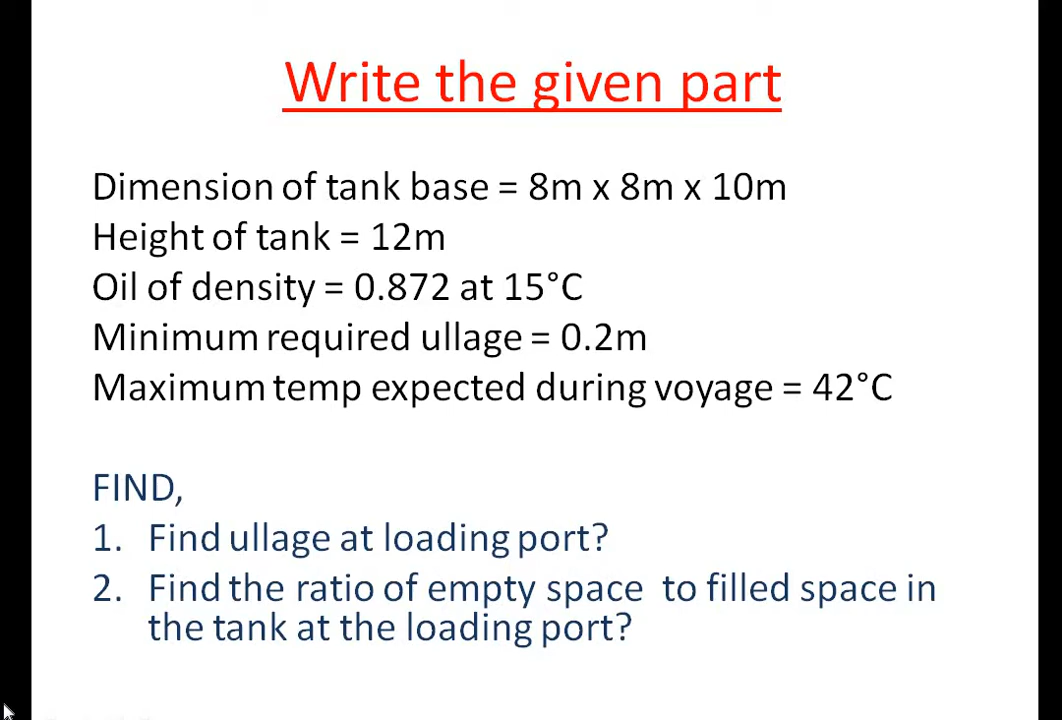 Write the given part
Dimension of tank base = 8m x 8m x 10m
Height of tank = 12m
Oil of density = 0.872 at 15°C
Minimum required ullage = 0.2m
Maximum temp expected during voyage = 42°C
FIND,
1. Find ullage at loading port?
2. Find the ratio of empty space to filled space in
the tank at the loading port?